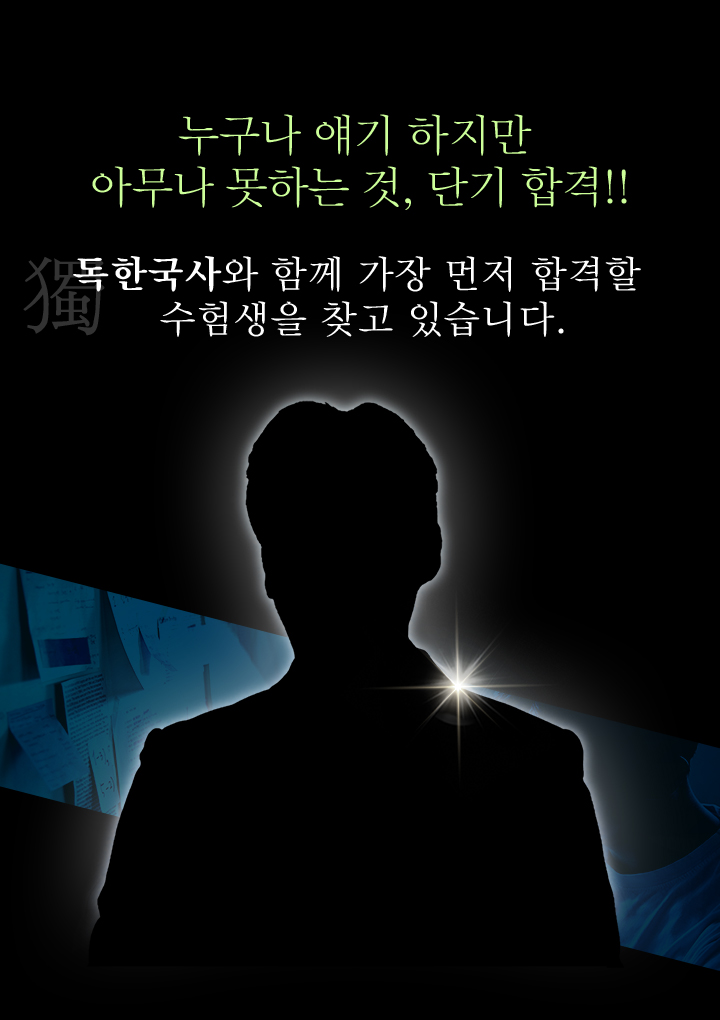 누구나 얘기 하지만
아무나 못하는 것, 단기 합격!!
獨
독한국사와 함께 가장 먼저 합격할
수험생을 찾고 있습니다.